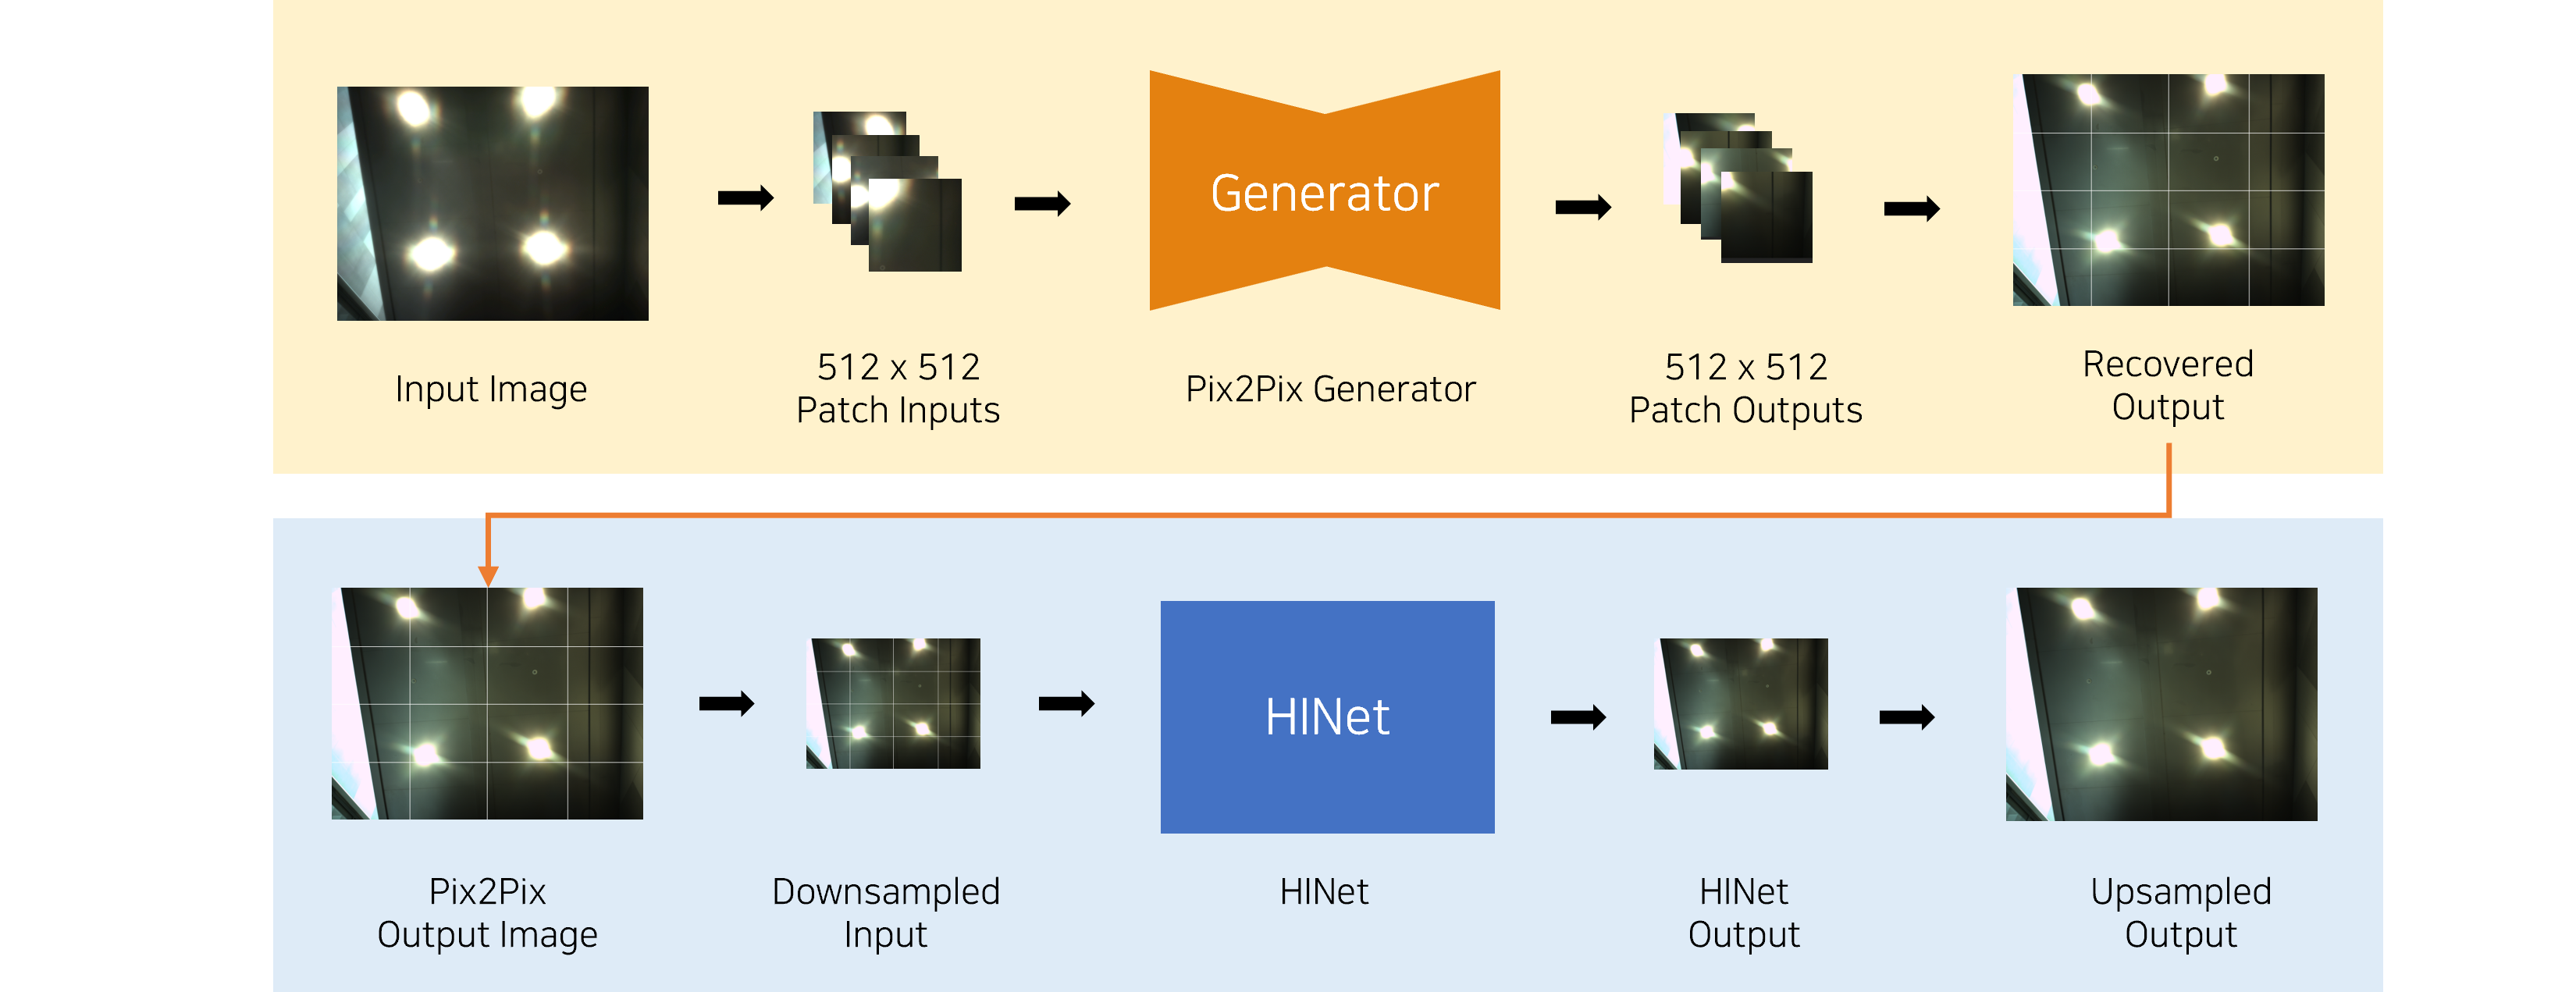 Generator
Input Image
512 x 512
Patch Inputs
Pix2Pix Generator
512 x 512
Patch Outputs
Recovered
Output
HINet
Pix2Pix
Output Image
Downsampled
Input
HINet
HINet
Output
Upsampled
Output